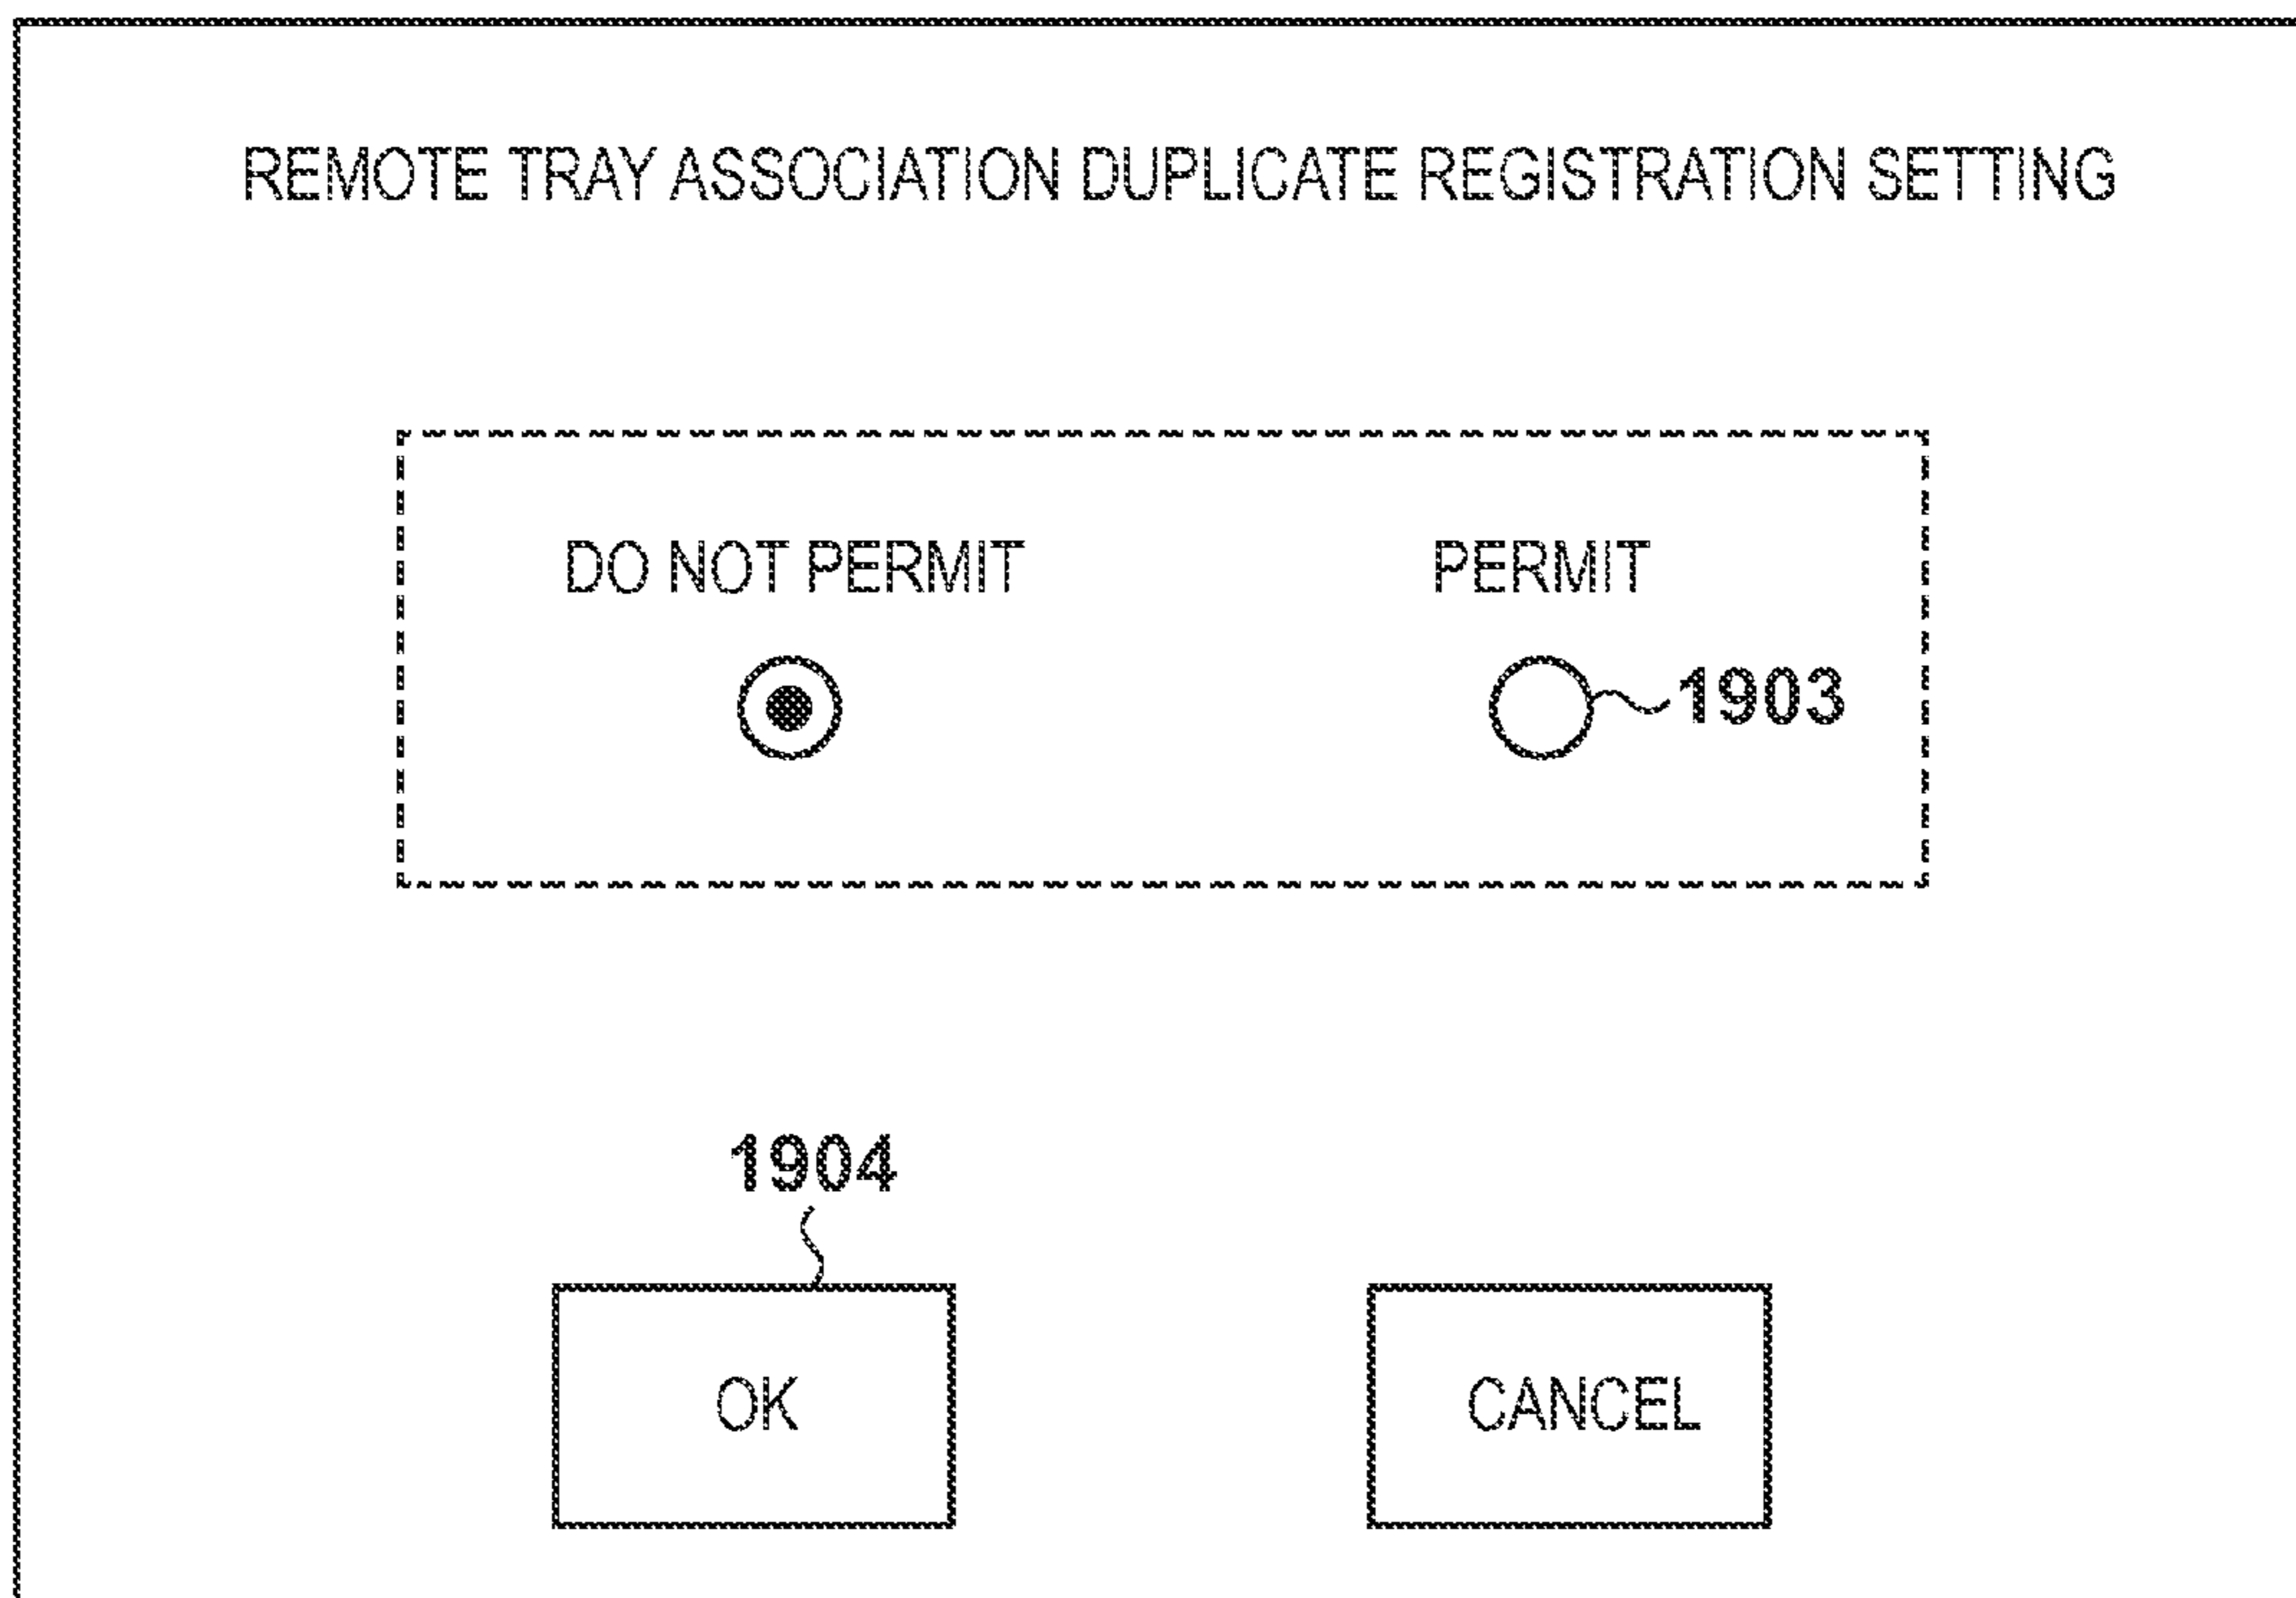 REMOTE TRAY ASSOCIATION DUPLICATE REGISTRATION SETTING
DO NOT PERMIT PERMIT
1903
1904
OK CANCEL